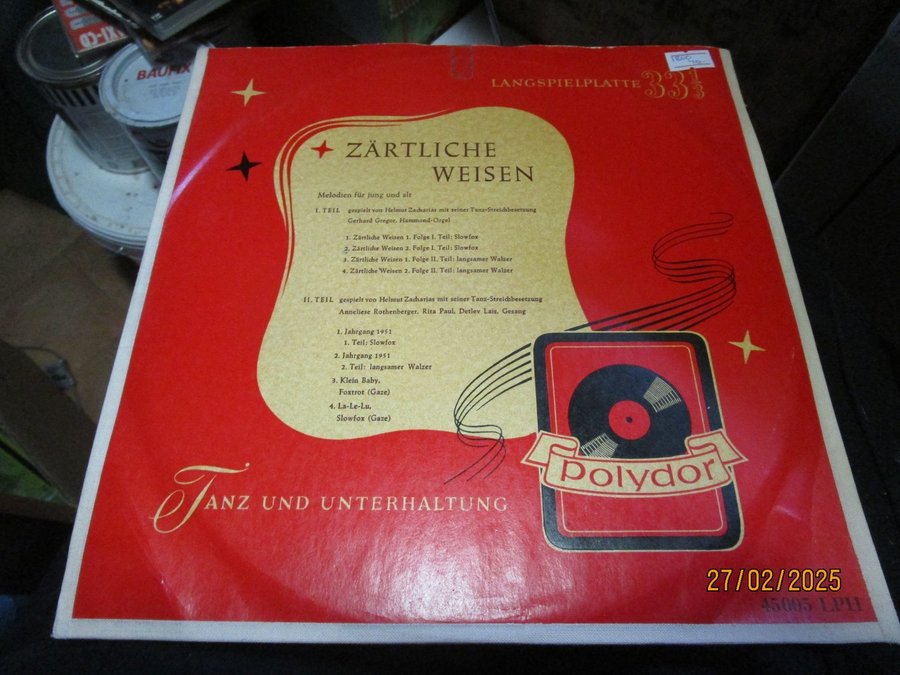 BAUFIX
LANGSPIELPLATTE 33⅓
ZÄRTLICHE
WEISEN
Melodien für jung und alt
I. TEIL gespielt von Helmut Zacharias mit seiner Tanz-Streichbesetzung
Gerhard Gregor, Hammond-Orgel
1. Zärtliche Weisen 1. Folge I. Teil: Slowfox
2. Zärtliche Weisen 2. Folge I. Teil: Slowfox
3. Zärtliche Weisen 1. Folge II. Teil: langsamer Walzer
4. Zärtliche Weisen 2. Folge II. Teil: langsamer Walzer
II. TEIL gespielt von Helmut Zacharias mit seiner Tanz-Streichbesetzung
Anneliese Rothenberger, Rita Paul, Detlev Lais, Gesang
1. Jahrgang 1951
1. Teil: Slowfox
2. Jahrgang 1951
2. Teil: langsamer Walzer
3. Klein Baby,
Foxtrot (Gaze)
4. La-Le-Lu,
Slowfox (Gaze)
polydor
TANZ UND UNTERHALTUNG
27/02/2025
45005 LPH